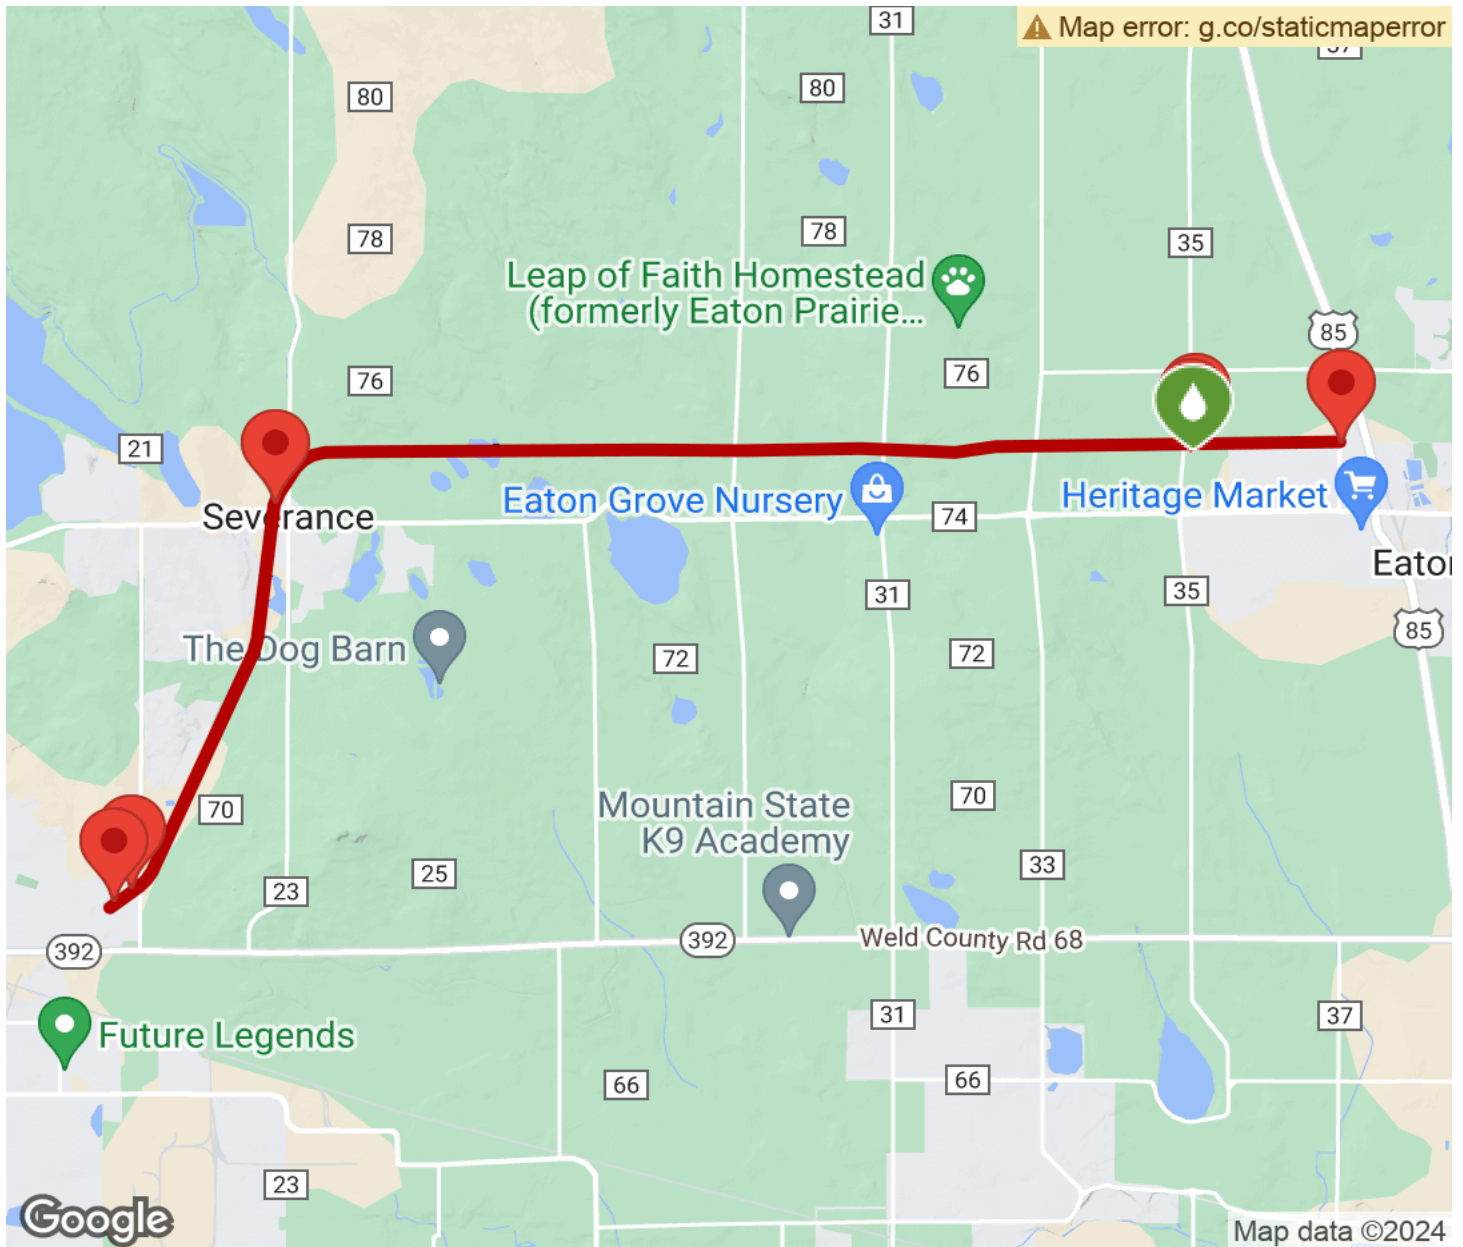 31
Map error: g.co/staticmaperror
37
80
80
78
78
35
Leap of Faith Homestead
(formerly Eaton Prairie...
85
76
76
21
Severance
Eaton Grove Nursery
74
Heritage Market
Eato
31
35
85
The Dog Barn
72
72
70
Mountain State
K9 Academy
70
33
25
23
392
392
Weld County Rd 68
Future Legends
31
37
66
66
23
Google
Map data ©2024